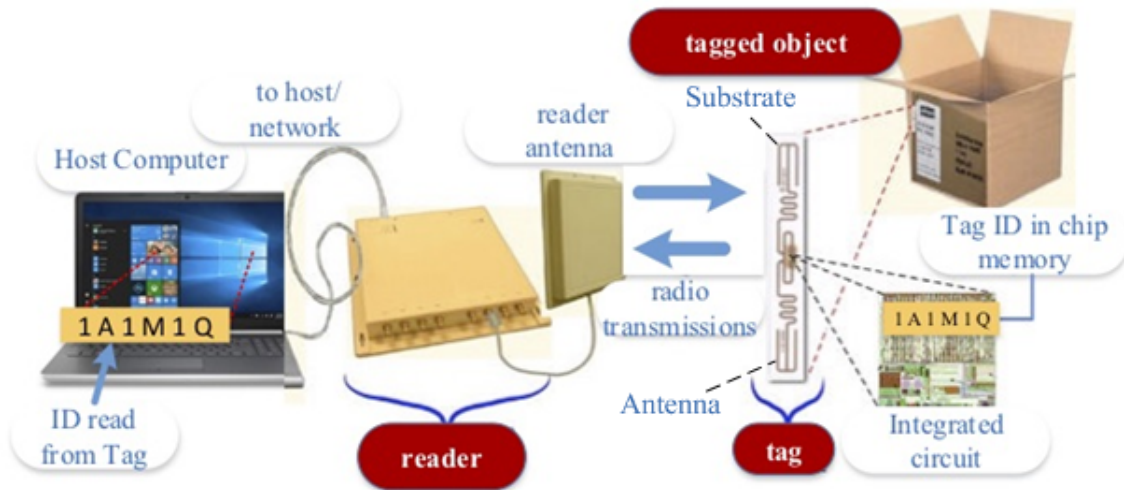 tagged object
to host/
network
Substrate
reader
antenna
Host Computer
Tag ID in chip
memory
radio
transmissions
1A1M1Q
1A1M1Q
Antenna
ID read
from Tag
reader
tag
Integrated
circuit